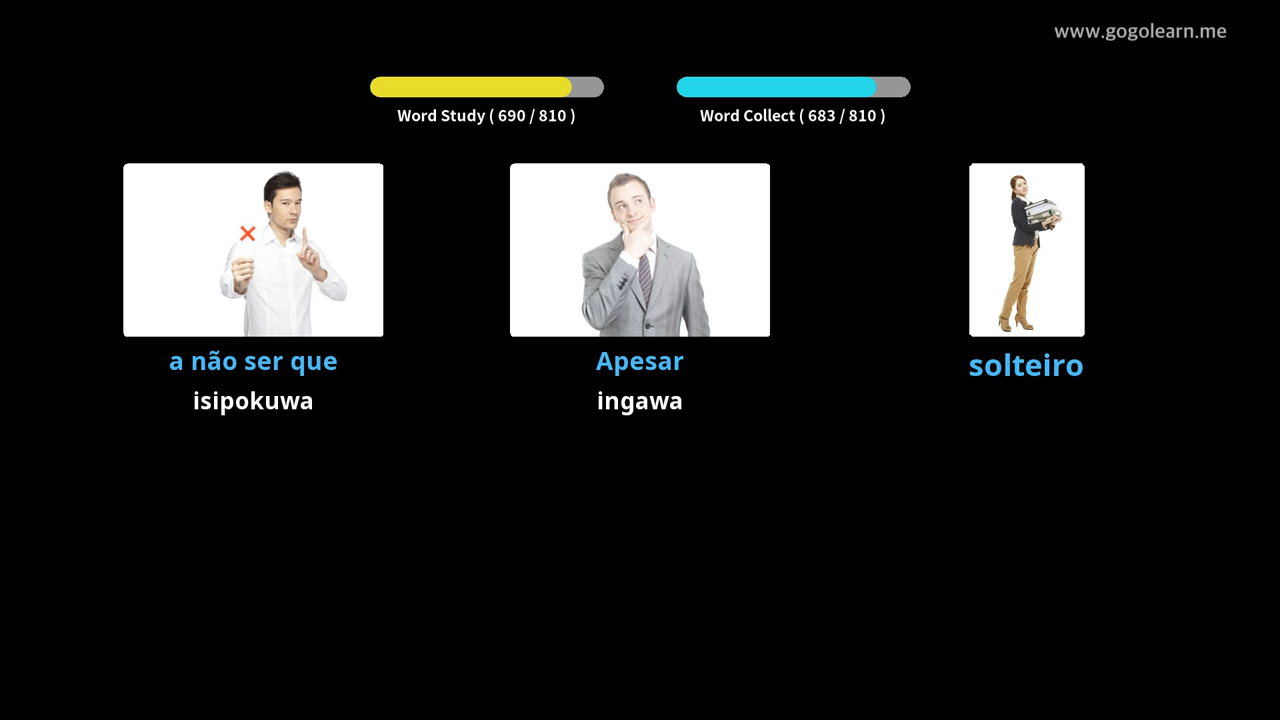 www.gogolearn.me
Word Study ( 690 / 810 )
Word Collect ( 683 / 810 )
a não ser que
isipokuwa
Apesar
ingawa
solteiro